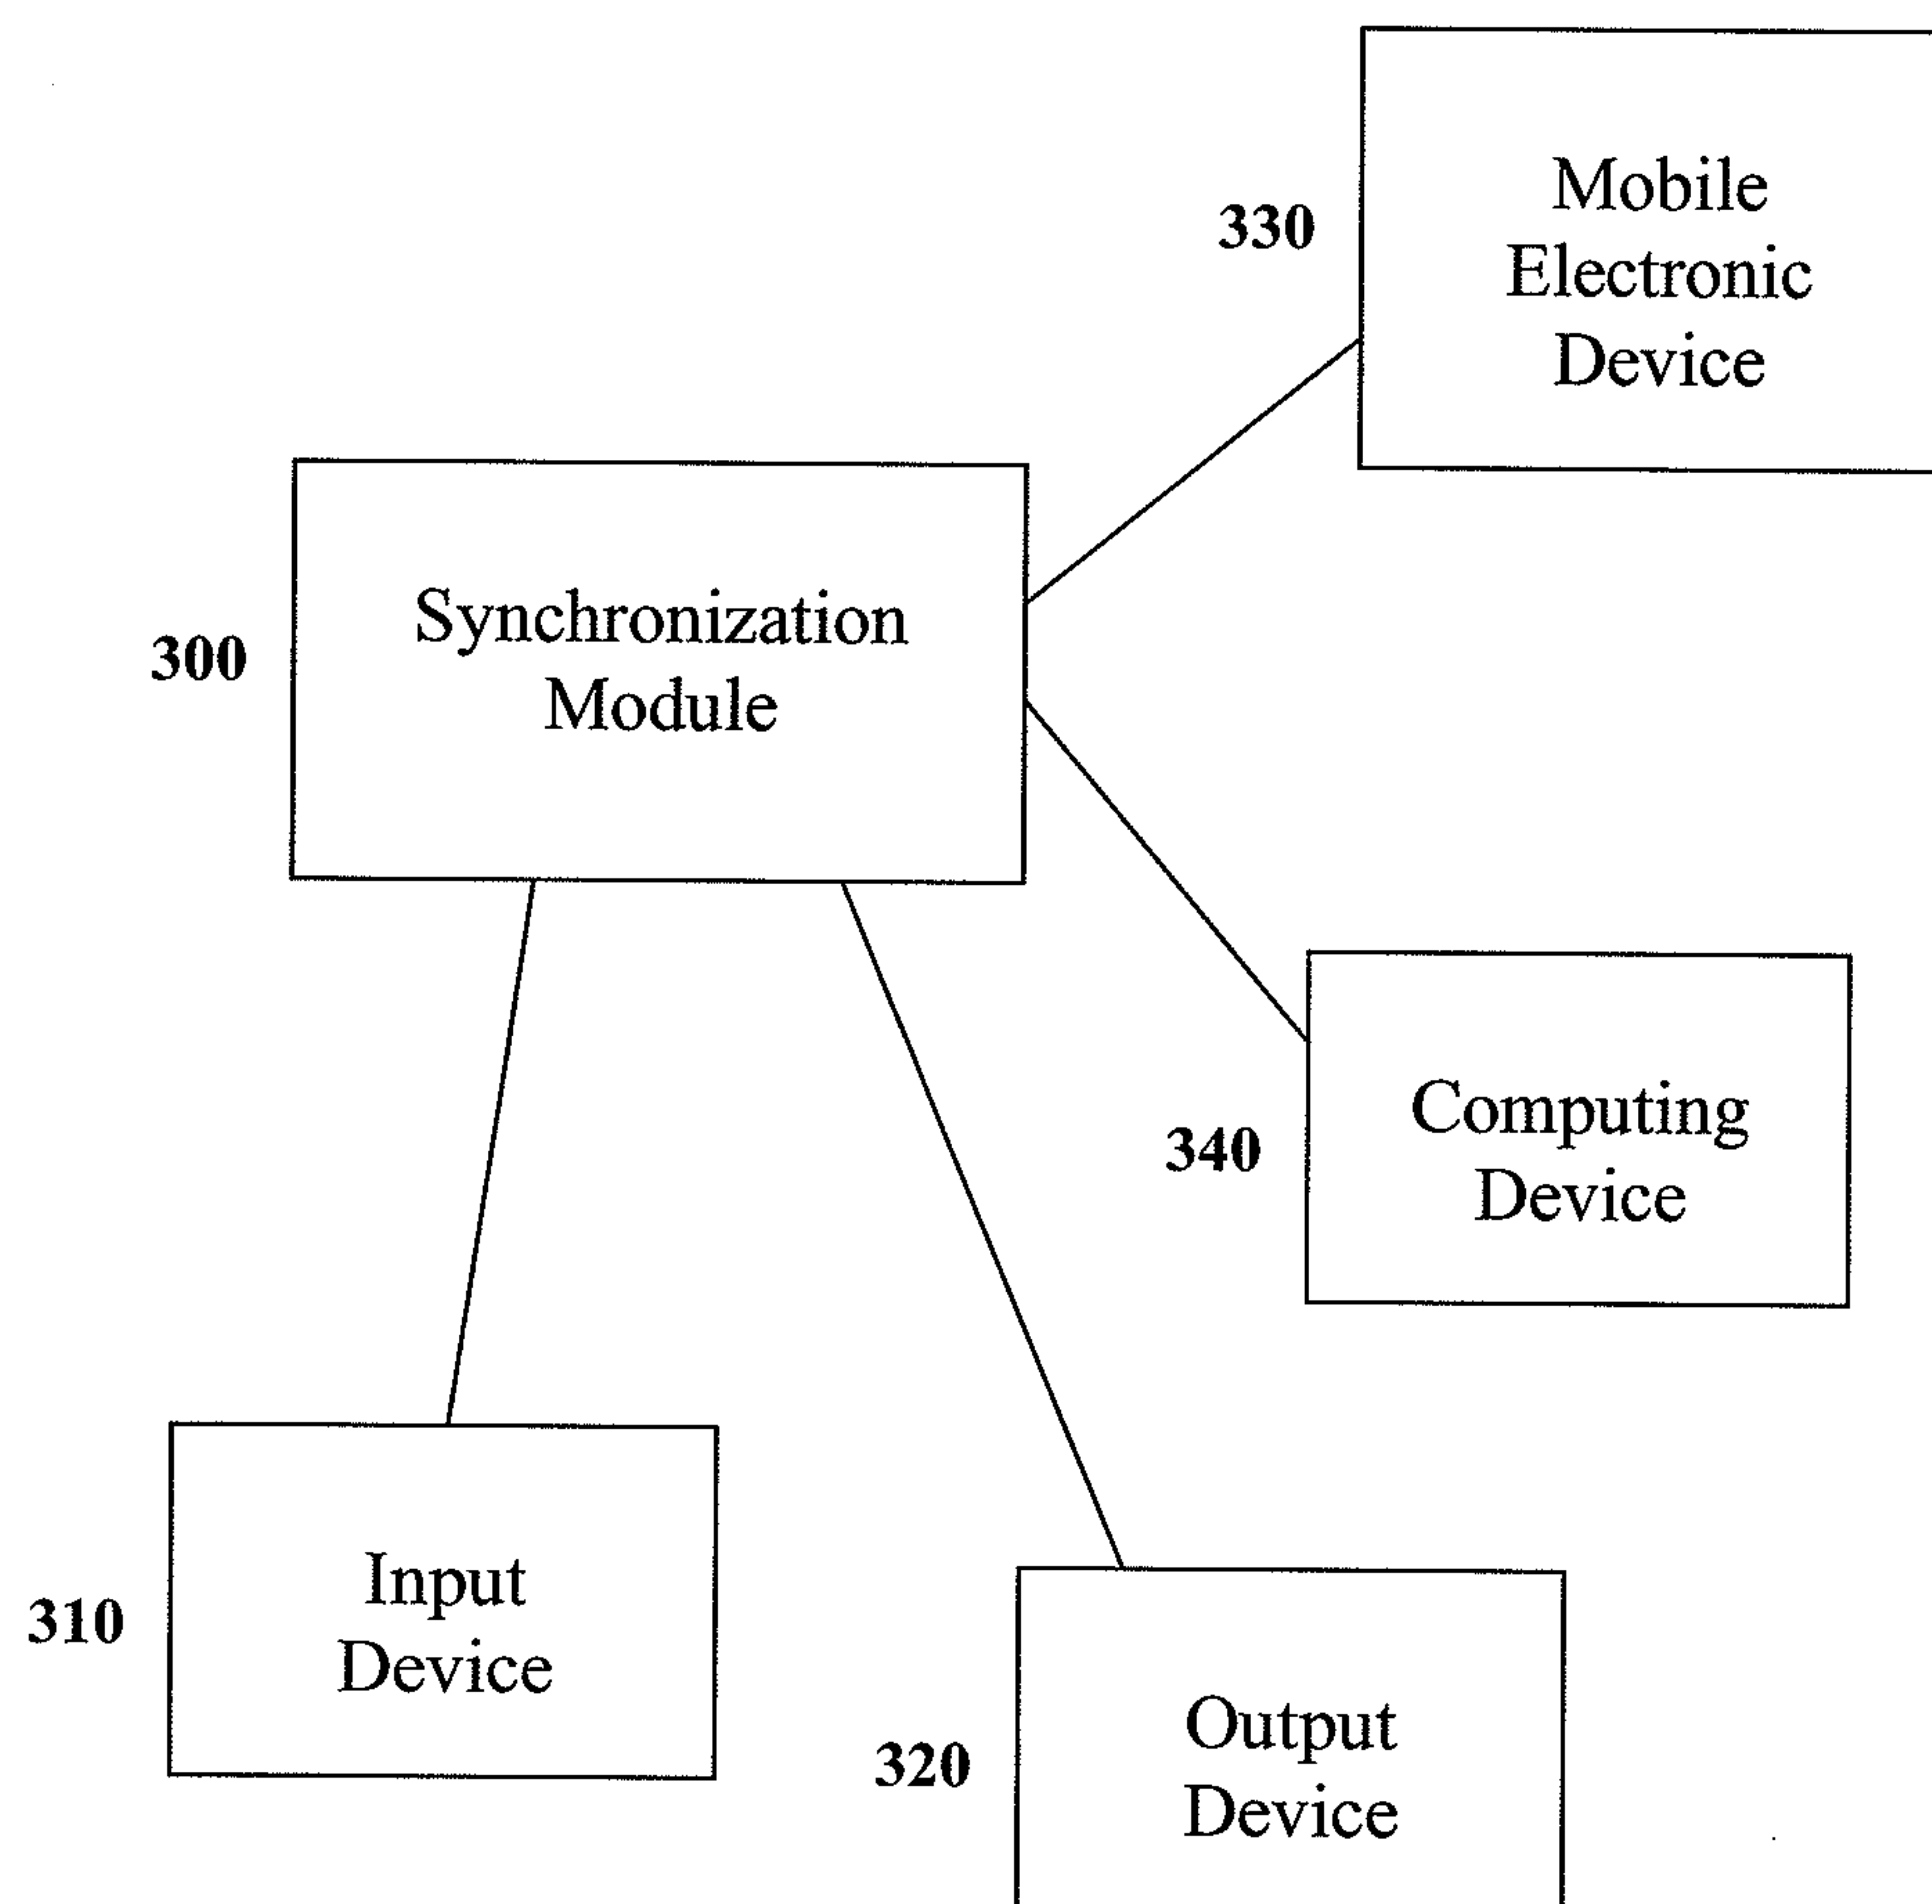 330
Mobile
Electronic
Device
300
Synchronization
Module
340
Computing
Device
310
Input
Device
320
Output
Device